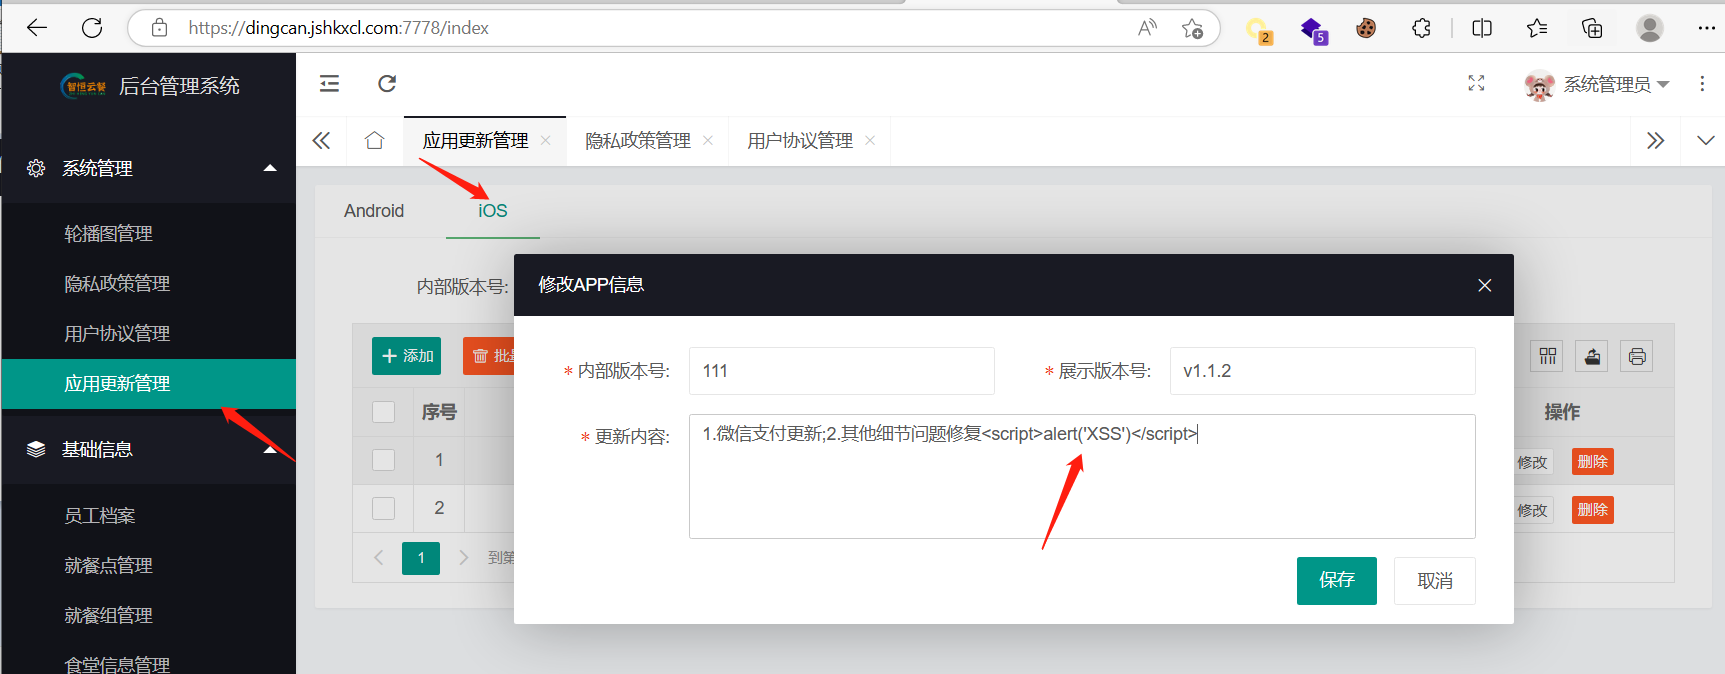 https://dingcan.jshkxcl.com:7778/index
2
5
智恒云餐
后台管理系统
系统管理员
应用更新管理
隐私政策管理
用户协议管理
系统管理
轮播图管理
隐私政策管理
用户协议管理
应用更新管理
基础信息
员工档案
就餐点管理
就餐组管理
食堂信息管理
Android
iOS
内部版本号:
添加
批
序号
操作
1
修改
删除
2
修改
删除
1
到第
修改APP信息
* 内部版本号:
111
* 展示版本号:
v1.1.2
* 更新内容:
1.微信支付更新;2.其他细节问题修复<script>alert('XSS')</script>
保存
取消